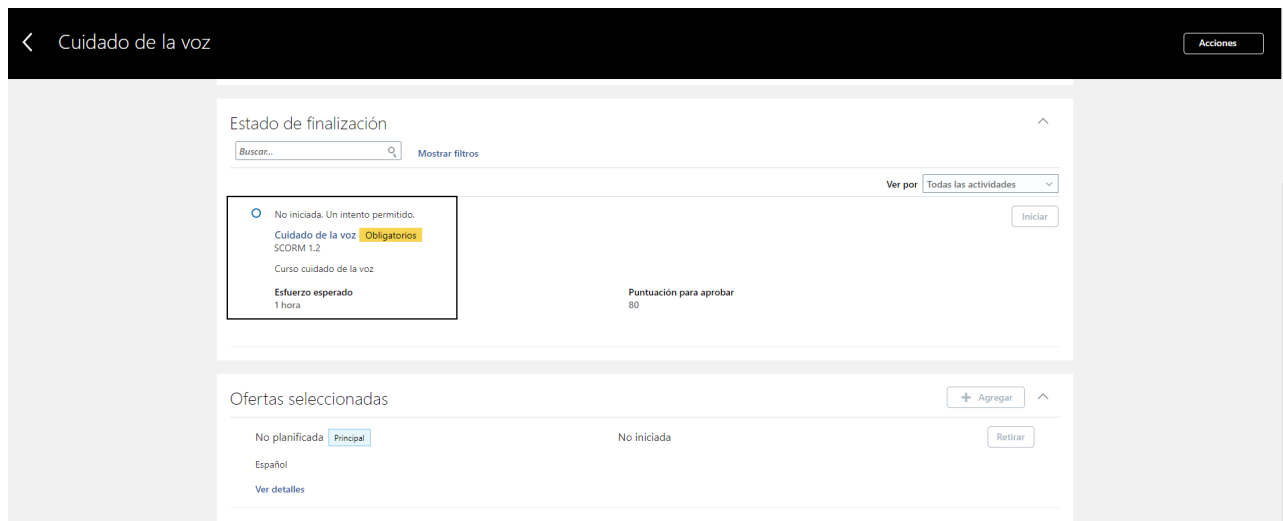 Cuidado de la voz
Acciones
Estado de finalización
Buscar...
Mostrar filtros
Ver por Todas las actividades
No iniciada. Un intento permitido.
Iniciar
Cuidado de la voz Obligatorios
SCORM 1.2
Curso cuidado de la voz
Esfuerzo esperado
1 hora
Puntuación para aprobar
80
Ofertas seleccionadas
Agregar
No planificada Principal
No iniciada
Retirar
Español
Ver detalles